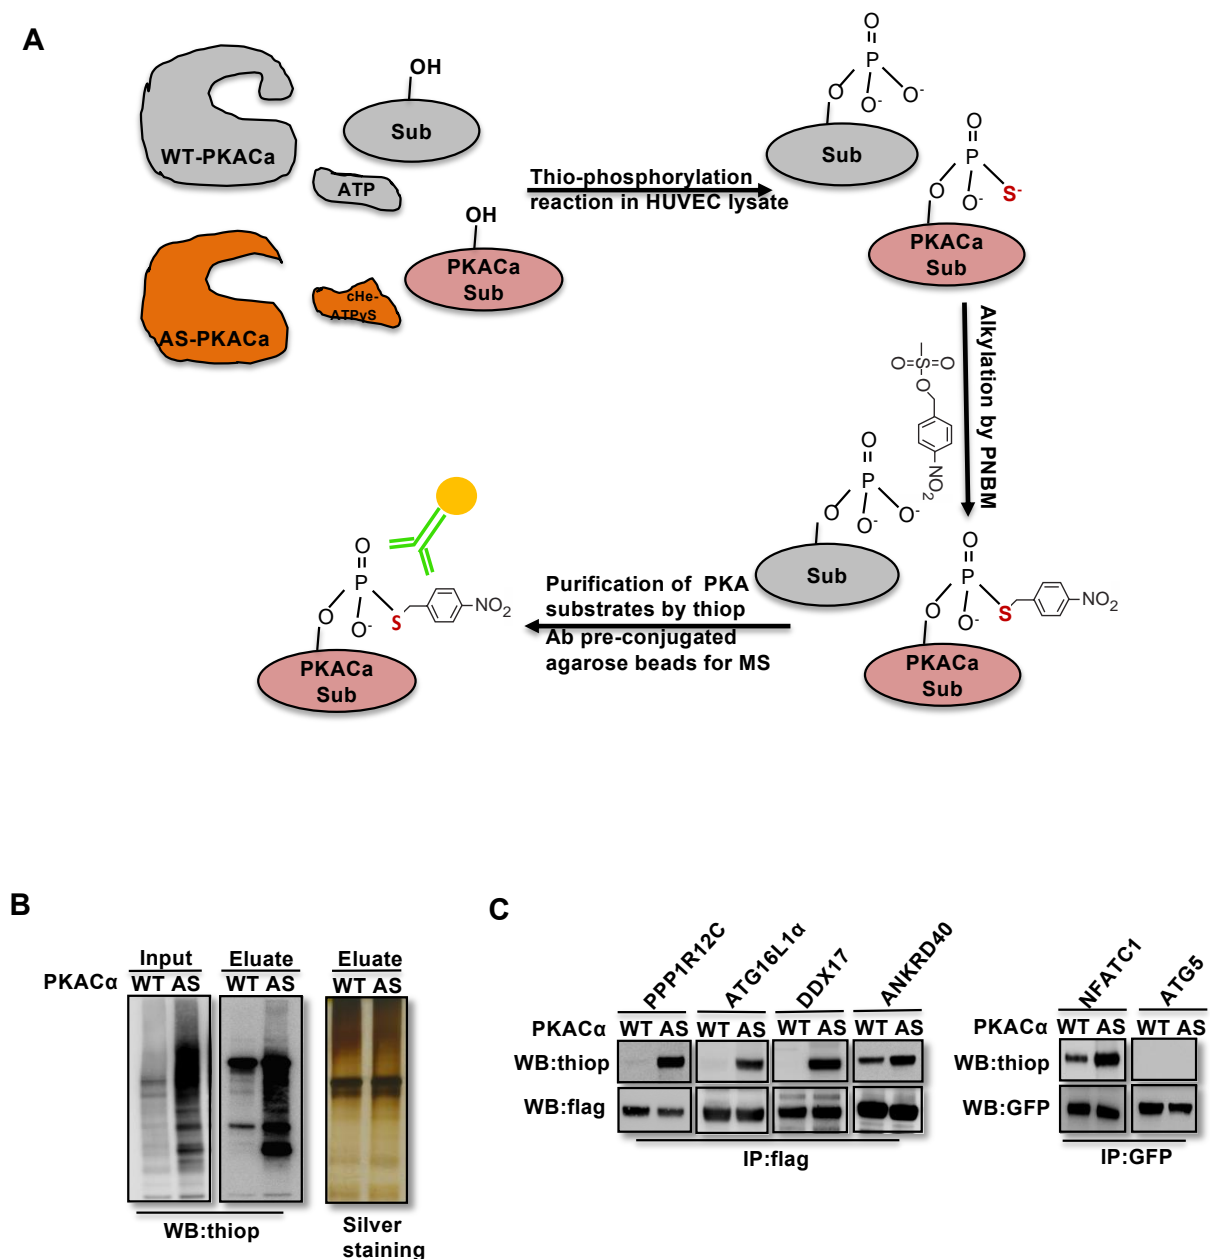 A
OH
WT-PKACa
Sub
ATP
OH
PKACa
Sub
AS-PKACa
cHe-
ATPγS
Thio-phosphorylation
reaction in HUVEC lysate
O
P
O
O-
O-
Sub
O
P
O
O-
S-
PKACa
Sub
Alkylation by PNBM
O=S=O
O
NO2
O
P
O
O-
O-
Sub
O
P
O
O-
S
NO2
PKACa
Sub
Purification of PKA
substrates by thiop
Ab pre-conjugated
agarose beads for MS
O
P
O
O-
S
NO2
PKACa
Sub
B
Input Eluate Eluate
PKACα WT AS WT AS WT AS
WB:thiop
Silver
staining
C
PPP1R12C ATG16L1α DDX17 ANKRD40
PKACα WT AS WT AS WT AS WT AS
WB:thiop
WB:flag
IP:flag
NFATC1 ATG5
PKACα WT AS WT AS
WB:thiop
WB:GFP
IP:GFP